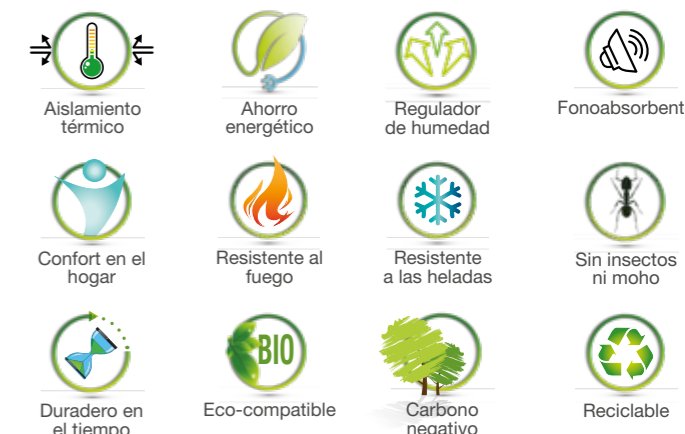 Aislamiento
térmico
Ahorro
energético
Regulador
de humedad
Fonoabsorbent
Confort en el
hogar
Resistente al
fuego
Resistente
a las heladas
Sin insectos
ni moho
Duradero en
el tiempo
BIO
Eco-compatible
Carbono
negativo
Reciclable